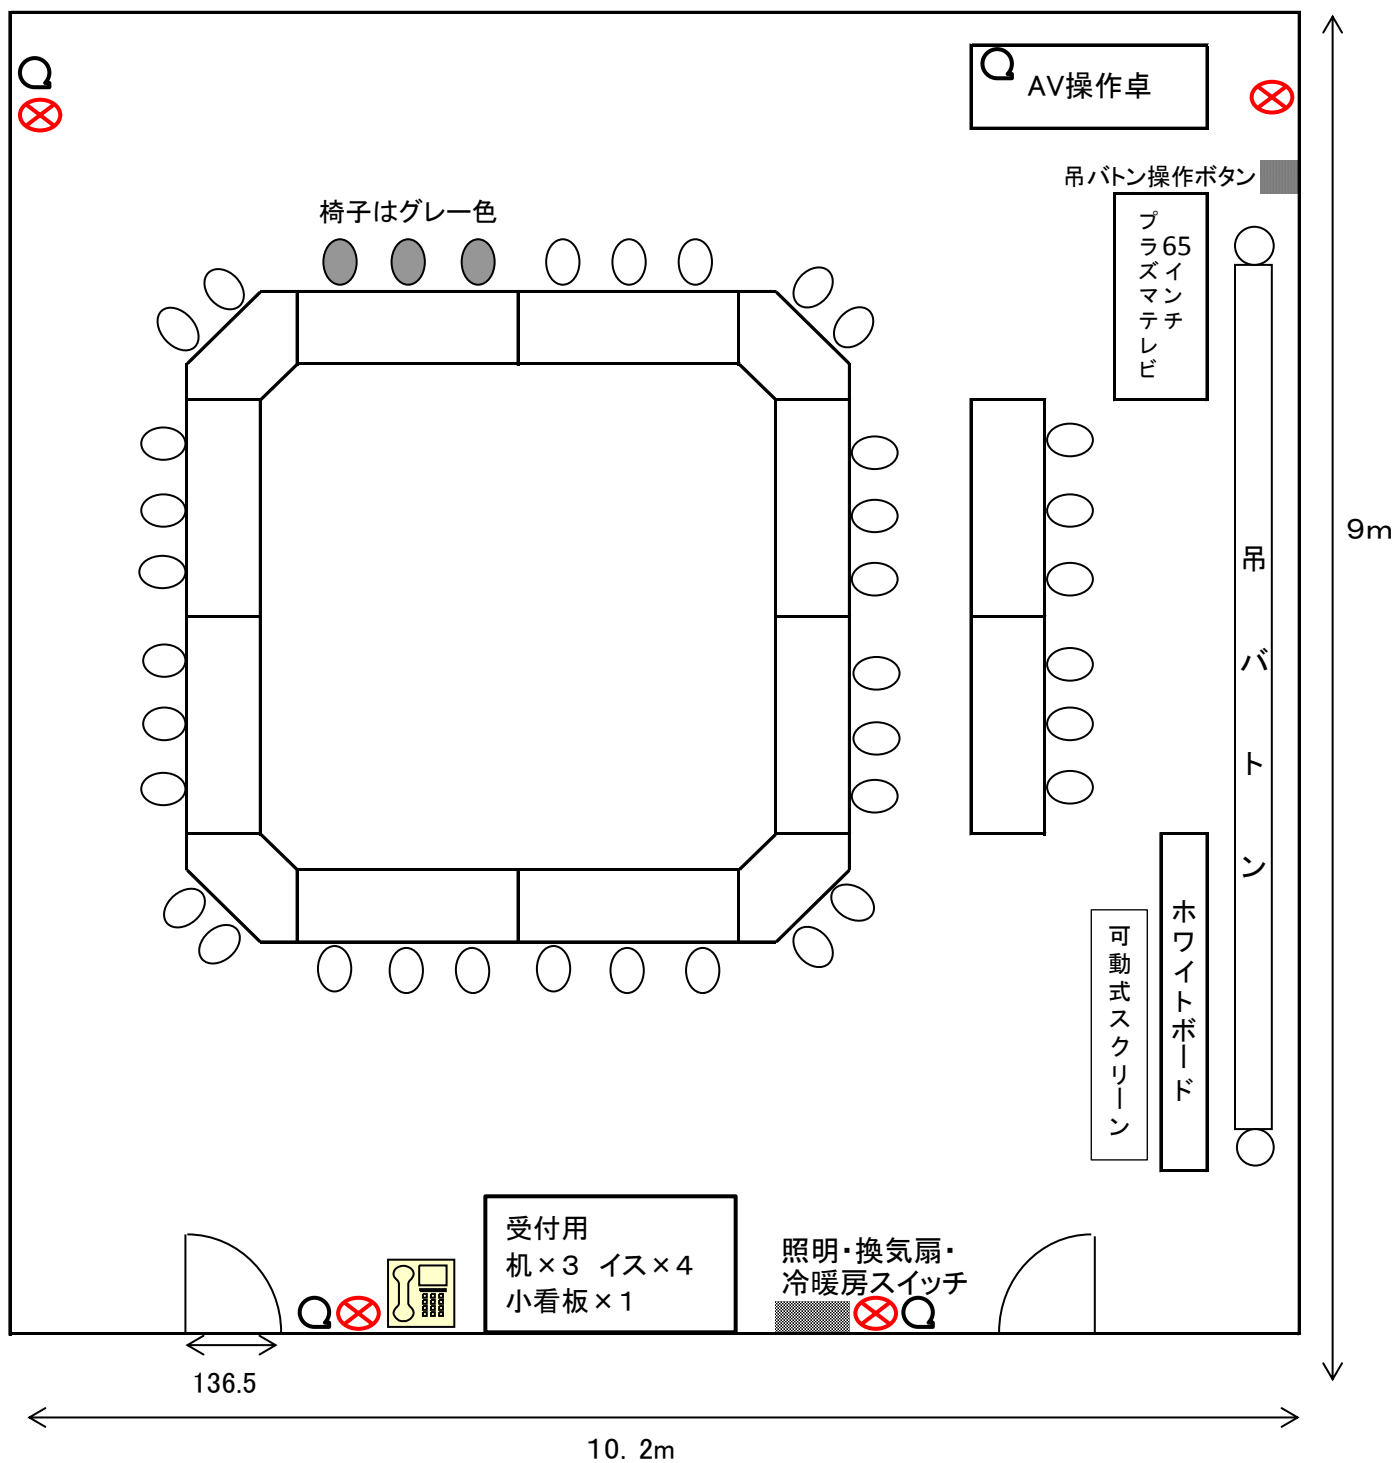 AV操作卓
吊バトン操作ボタン
椅子はグレー色
65インチ
プラズマテレビ
9m
吊バトン
ホワイトボード
可動式スクリーン
受付用
机×3 イス×4
小看板×1
照明・換気扇・
冷暖房スイッチ
136.5
10. 2m